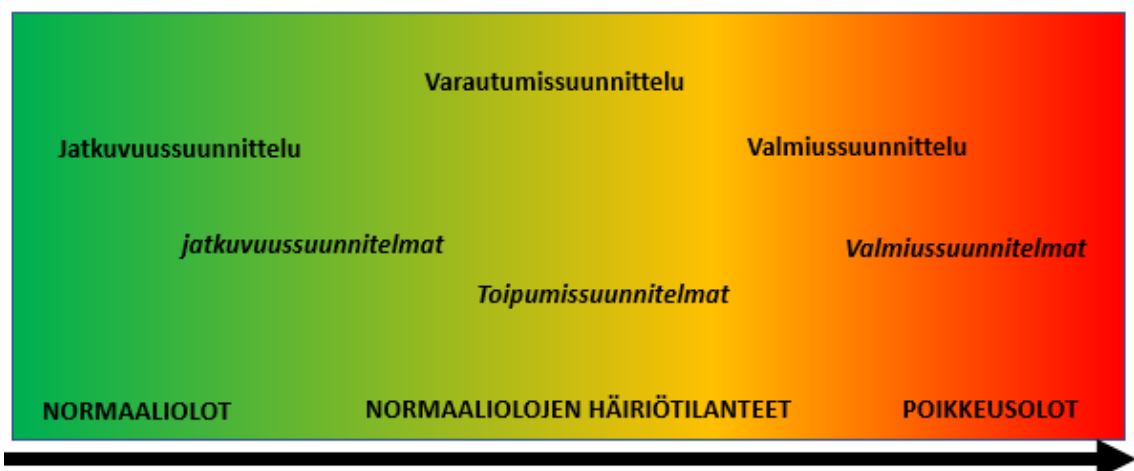 Varautumissuunnittelu
Jatkuvuussuunnittelu
Valmiussuunnittelu
jatkuvuussuunnitelmat
Valmiussuunnitelmat
Toipumissuunnitelmat
NORMAALIOLOT
NORMAALIOLOJEN HÄIRIÖTILANTEET
POIKKEUSOLOT